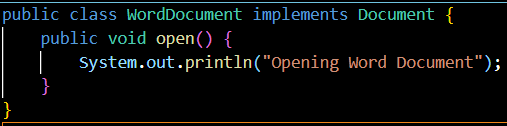 public class WordDocument implements Document {
    public void open() {
        System.out.println("Opening Word Document");
    }
}